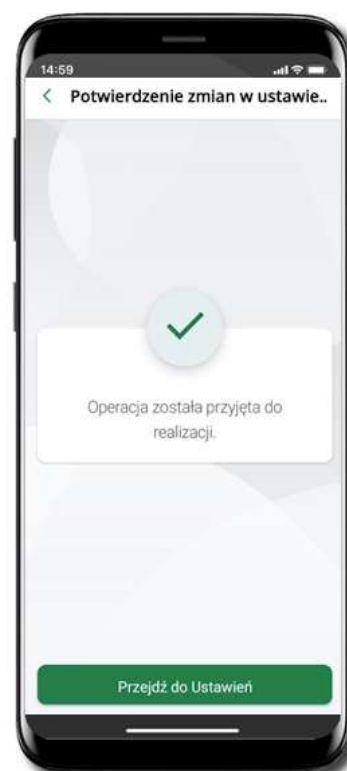 14:59
Potwierdzenie zmian w ustawie..
Operacja została przyjęta do
realizacji.
Przejdź do Ustawień